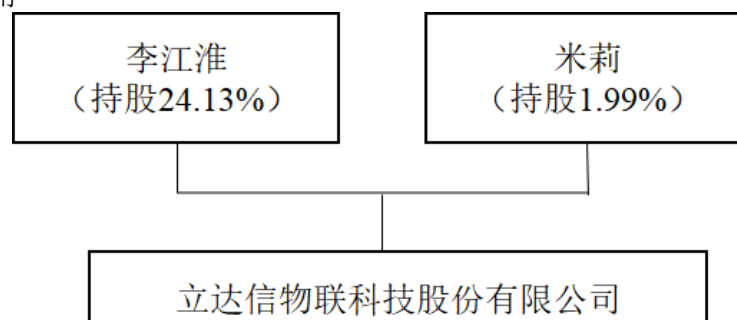 李江淮
（持股24.13%）
米莉
（持股1.99%）
立达信物联科技股份有限公司